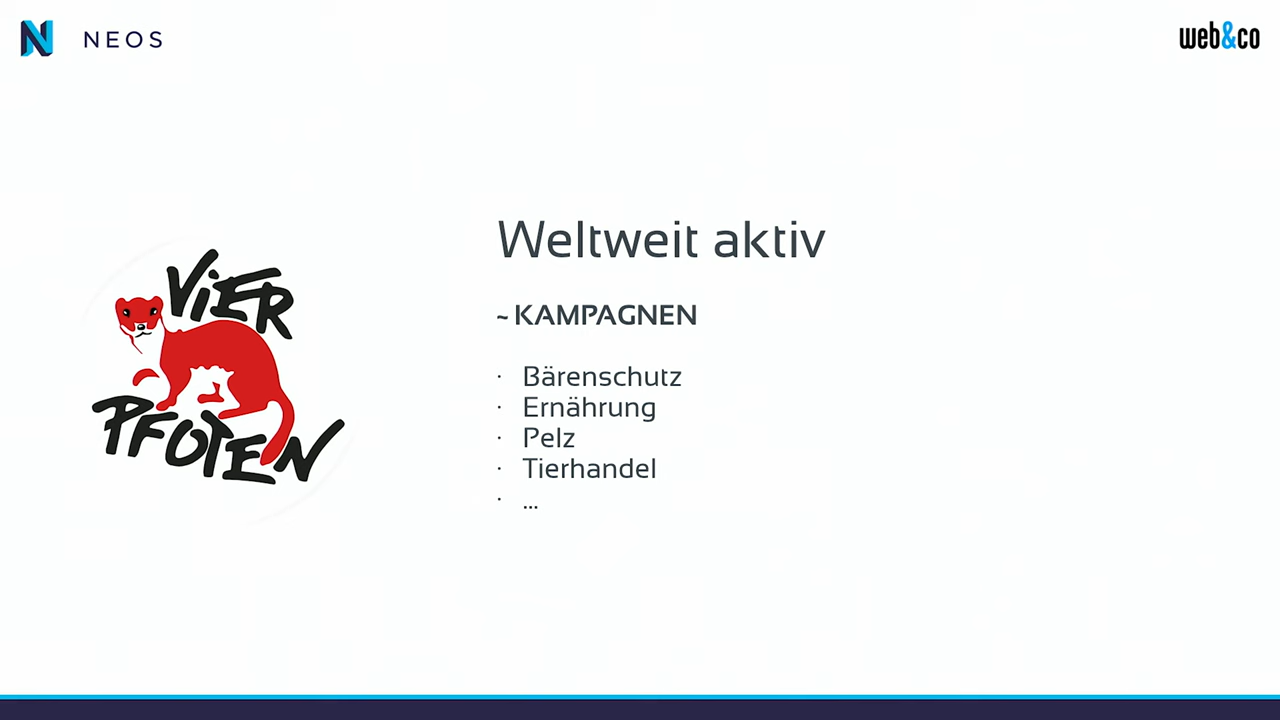 NEOS
web&co
VIER
PFOTEN
Weltweit aktiv
~ KAMPAGNEN
· Bärenschutz
· Ernährung
· Pelz
· Tierhandel
· ...